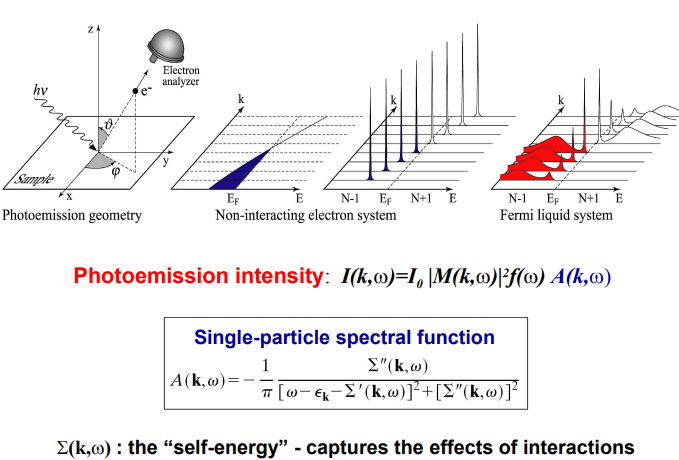 z
Electron
analyzer
hν
e-
k
k
k
ϑ
φ
y
Sample
x
E_F E
N-1 E_F N+1 E
N-1 E_F N+1 E
Photoemission geometry
Non-interacting electron system
Fermi liquid system
Photoemission intensity: I(k,ω)=I₀ |M(k,ω)|²f(ω) A(k,ω)
Single-particle spectral function
A(k,ω) = − 1/π Σ″(k,ω) / [ω−ϵₖ−Σ′(k,ω)]²+[Σ″(k,ω)]²
Σ(k,ω) : the “self-energy” - captures the effects of interactions